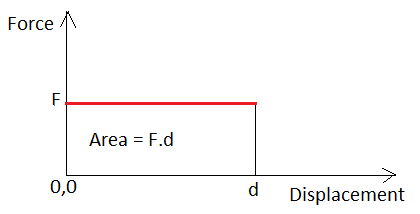 Force
F
Area = F.d
0,0
d
Displacement